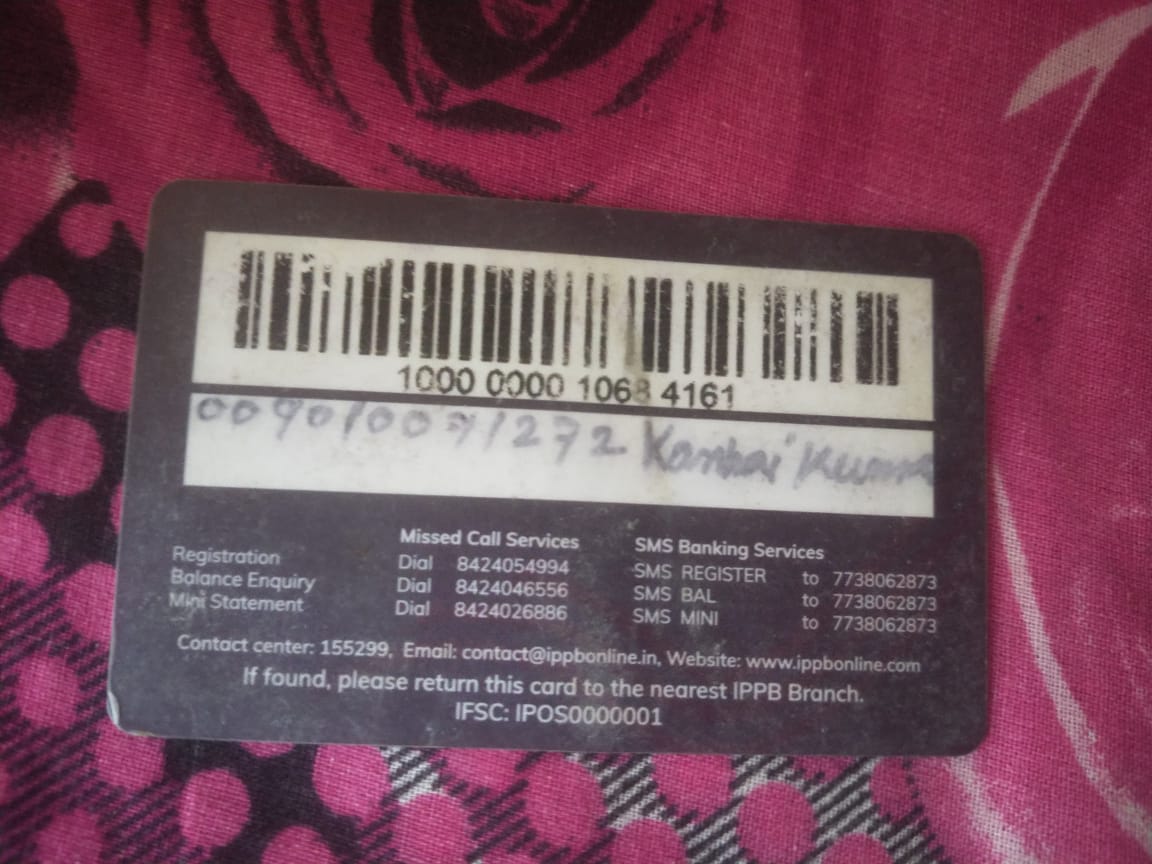 1000 0000 1068 4161
009010071272 Kanhai Kuma
Missed Call Services SMS Banking Services
Registration Dial 8424054994 SMS REGISTER to 7738062873
Balance Enquiry Dial 8424046556 SMS BAL to 7738062873
Mini Statement Dial 8424026886 SMS MINI to 7738062873
Contact center: 155299, Email: contact@ippbonline.in, Website: www.ippbonline.com
If found, please return this card to the nearest IPPB Branch.
IFSC: IPOS0000001